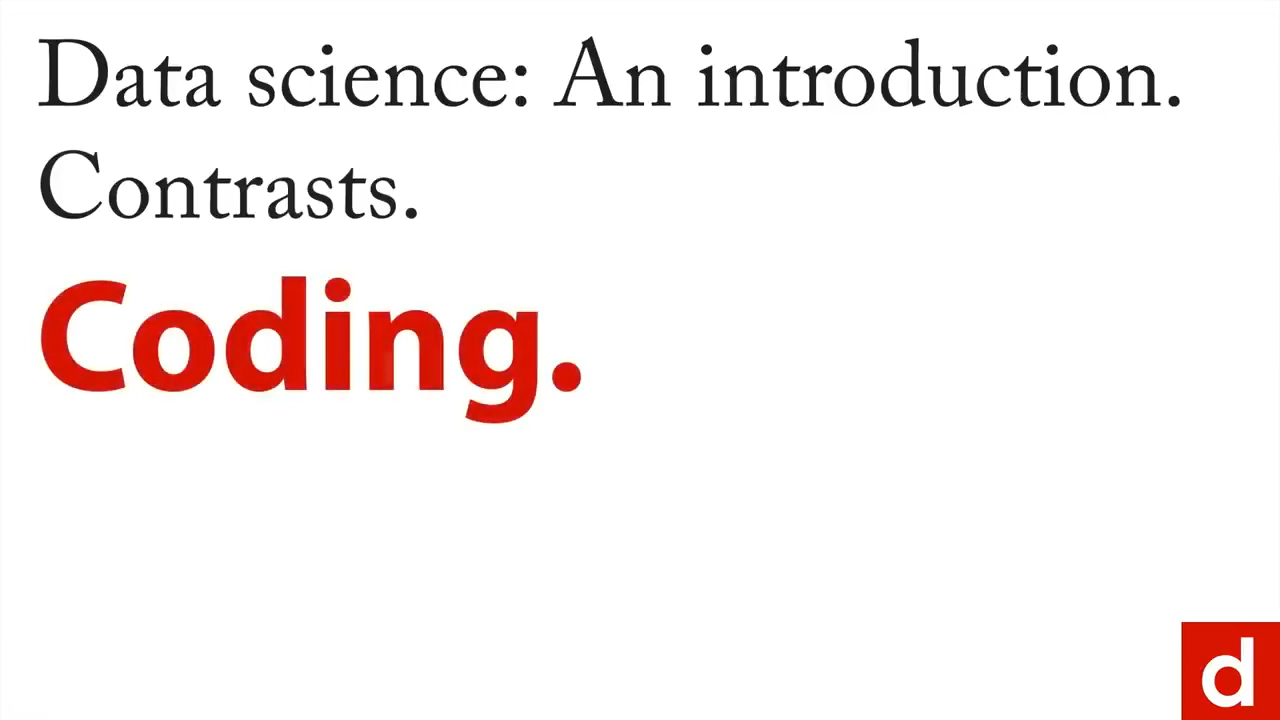 Data science: An introduction.
Contrasts.
Coding.
d